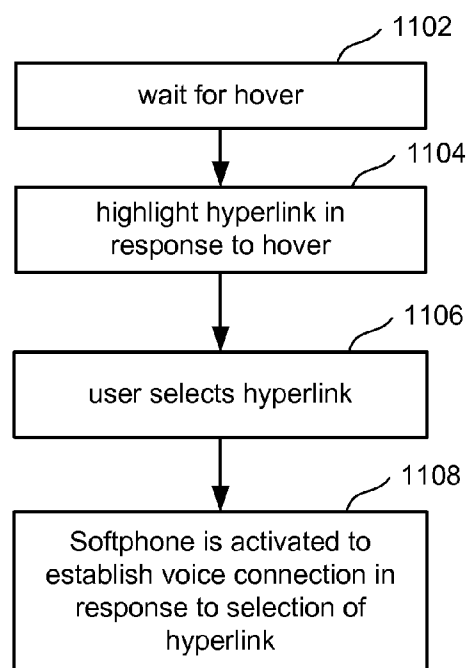 1102
wait for hover
1104
highlight hyperlink in
response to hover
1106
user selects hyperlink
1108
Softphone is activated to
establish voice connection in
response to selection of
hyperlink